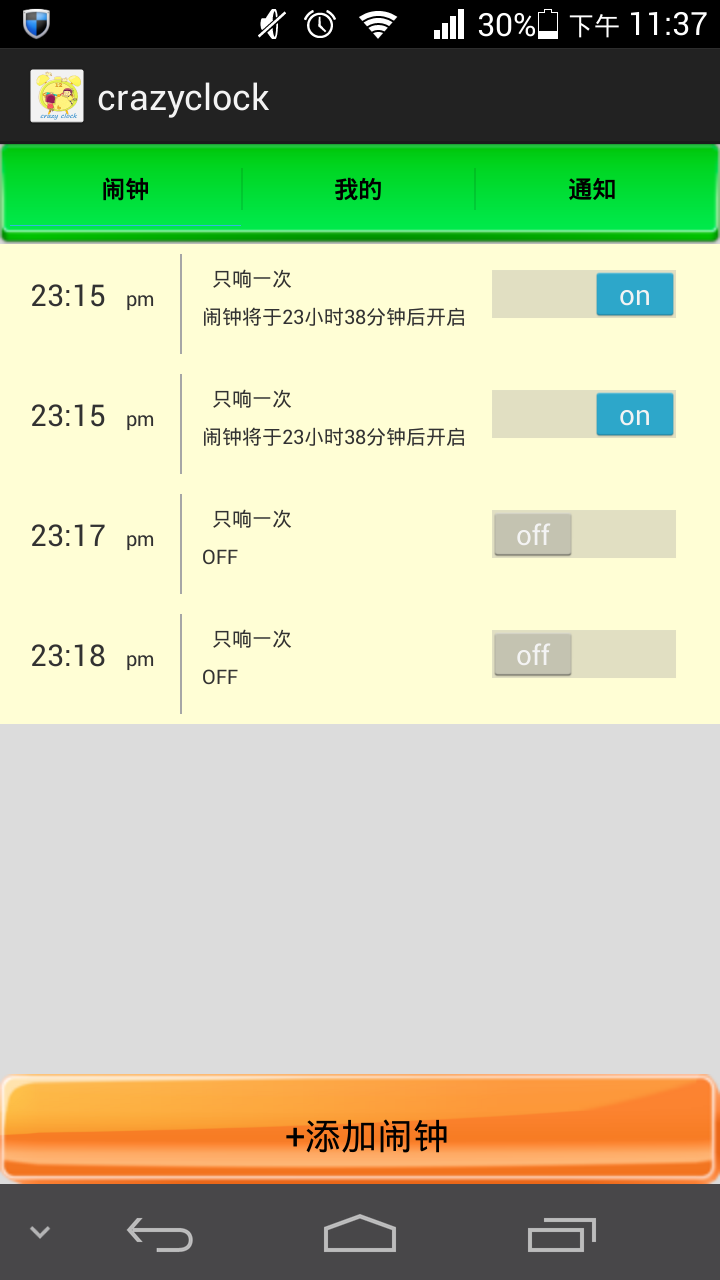 30% 下午 11:37
crazy clock
crazyclock
闹钟 我的 通知
23:15 pm
只响一次
闹钟将于23小时38分钟后开启
on
23:15 pm
只响一次
闹钟将于23小时38分钟后开启
on
23:17 pm
只响一次
OFF
off
23:18 pm
只响一次
OFF
off
+添加闹钟